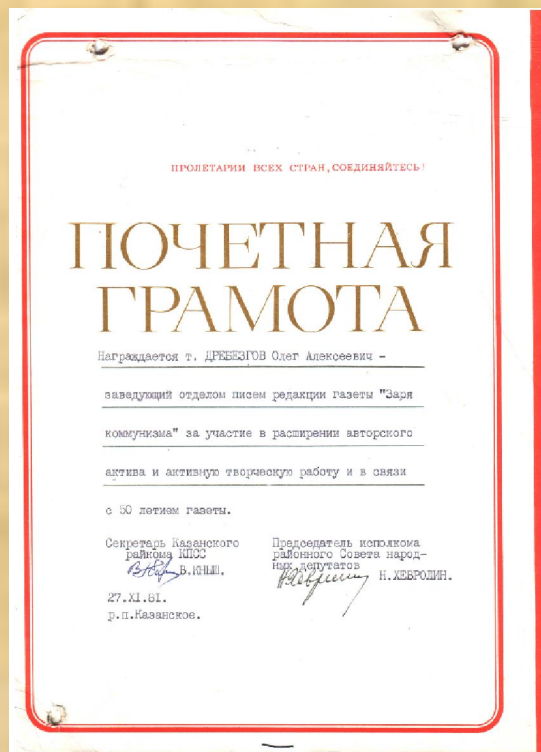 ПРОЛЕТАРИИ ВСЕХ СТРАН, СОЕДИНЯЙТЕСЬ!
ПОЧЕТНАЯ
ГРАМОТА
Награждается т. ДРЕБЕЗГОВ Олег Алексеевич –
заведующий отделом писем редакции газеты "Заря
коммунизма" за участие в расширении авторского
актива и активную творческую работу и в связи
с 50 летием газеты.
Секретарь Казанского
райкома КПСС
В.КНЫШ.
Председатель исполкома
районного Совета народ-
ных депутатов
Н.ХЕВРОЛИН.
27.XI.81.
р.п.Казанское.